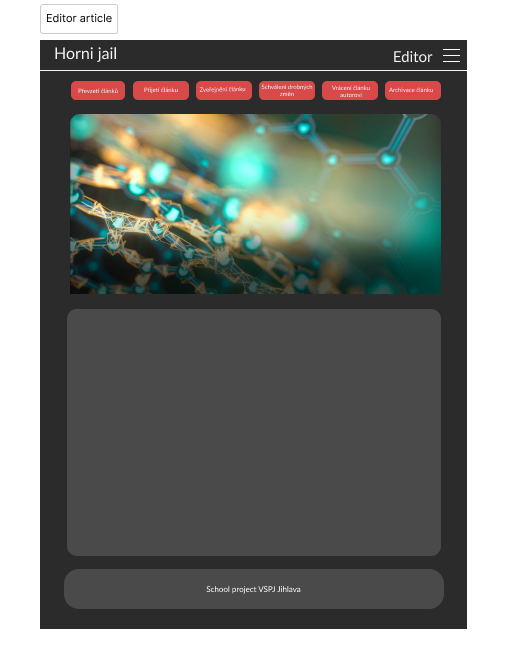 Editor article
Horni jail
Editor
Převzetí článků
Přijetí článku
Zveřejnění článku
Schválení drobných
změn
Vrácení článku
autorovi
Archivace článku
School project VSPJ Jihlava